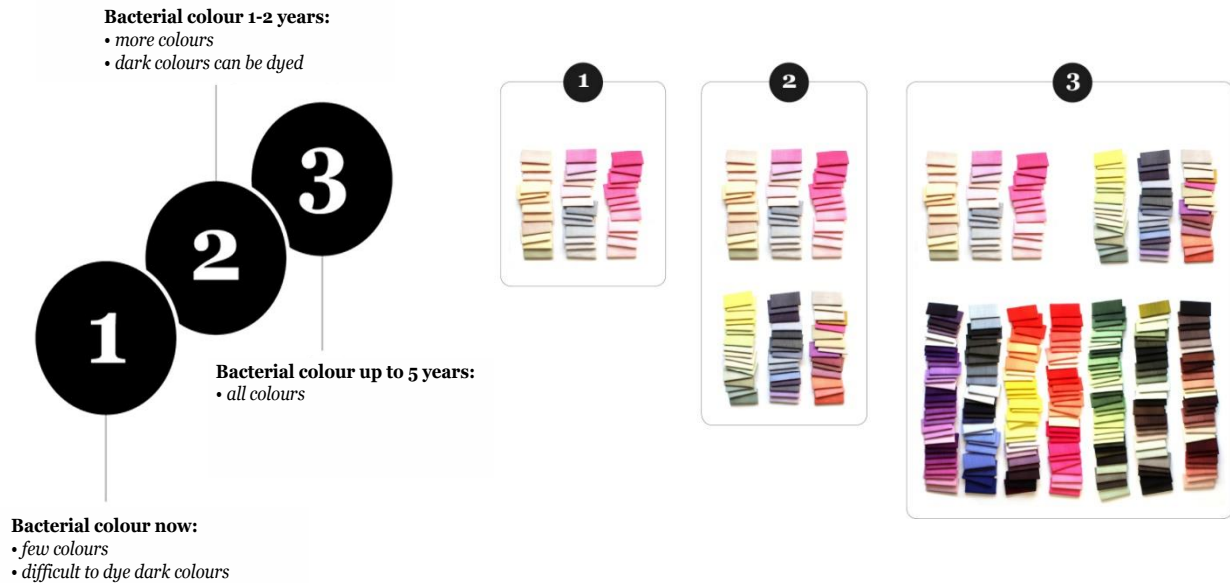 Bacterial colour 1-2 years:
• more colours
• dark colours can be dyed
1
2
3
3
2
1
Bacterial colour up to 5 years:
• all colours
Bacterial colour now:
• few colours
• difficult to dye dark colours